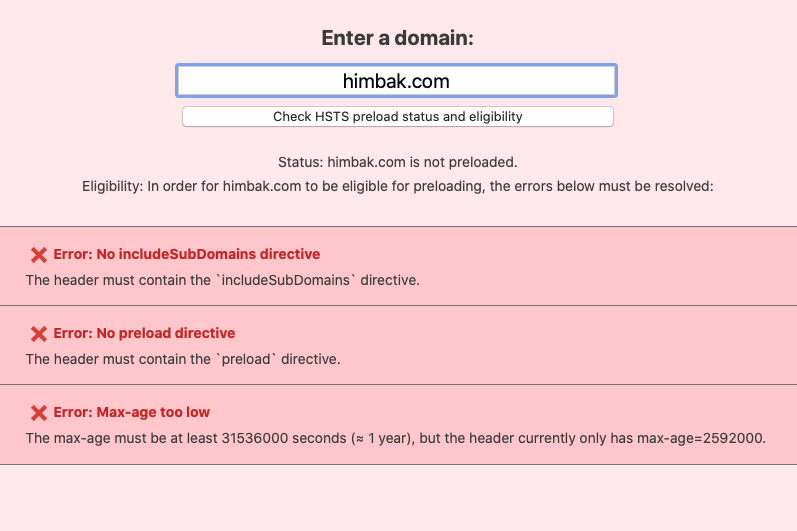 Enter a domain:
himbak.com
Check HSTS preload status and eligibility
Status: himbak.com is not preloaded.
Eligibility: In order for himbak.com to be eligible for preloading, the errors below must be resolved:
❌ Error: No includeSubDomains directive
The header must contain the `includeSubDomains` directive.
❌ Error: No preload directive
The header must contain the `preload` directive.
❌ Error: Max-age too low
The max-age must be at least 31536000 seconds (≈ 1 year), but the header currently only has max-age=2592000.